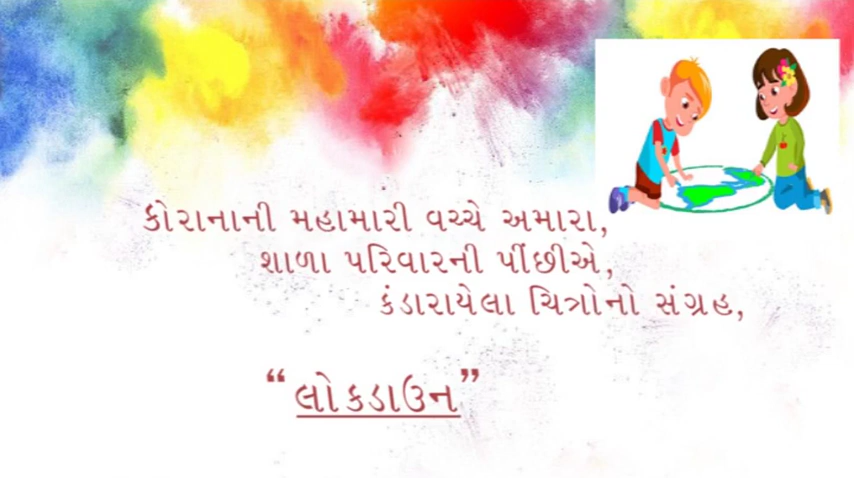 કોરાનાની મહામારી વચ્ચે અમારા,
શાળા પરિવારની પીંછીએ,
કંડારાયેલા ચિત્રોનો સંગ્રહ,
“લોકડાઉન”